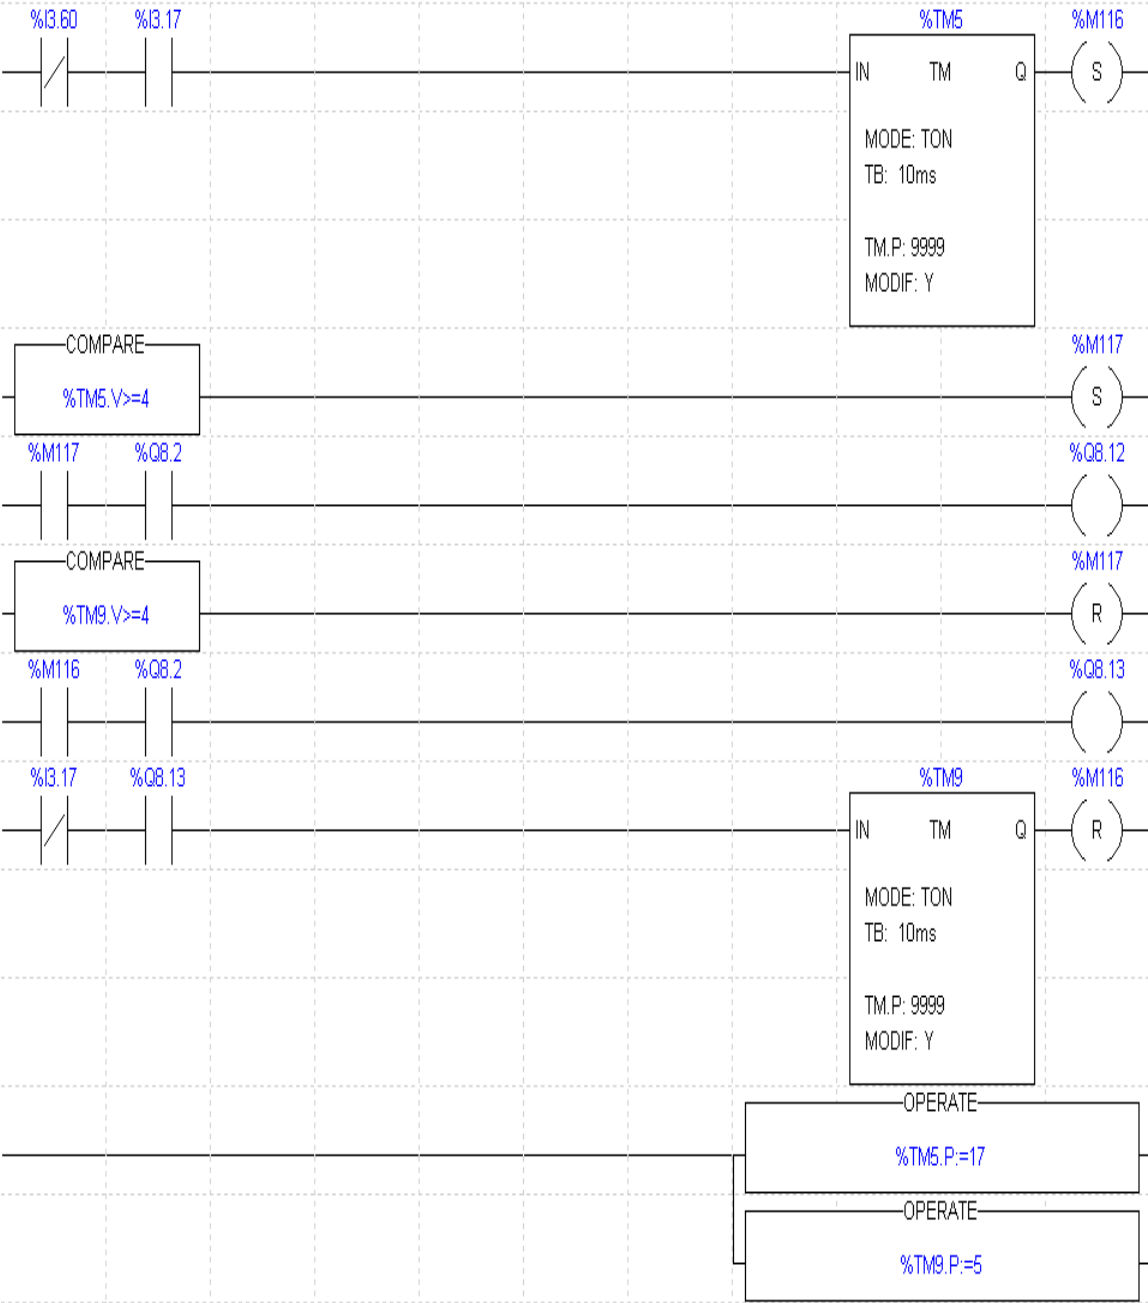 %I3.60 %I3.17 %TM5 %M116
IN TM Q S
MODE: TON
TB: 10ms
TM.P: 9999
MODIF: Y
COMPARE %M117
%TM5.V>=4 S
%M117 %Q8.2 %Q8.12
COMPARE %M117
%TM9.V>=4 R
%M116 %Q8.2 %Q8.13
%I3.17 %Q8.13 %TM9 %M116
IN TM Q R
MODE: TON
TB: 10ms
TM.P: 9999
MODIF: Y
OPERATE
%TM5.P:=17
OPERATE
%TM9.P:=5